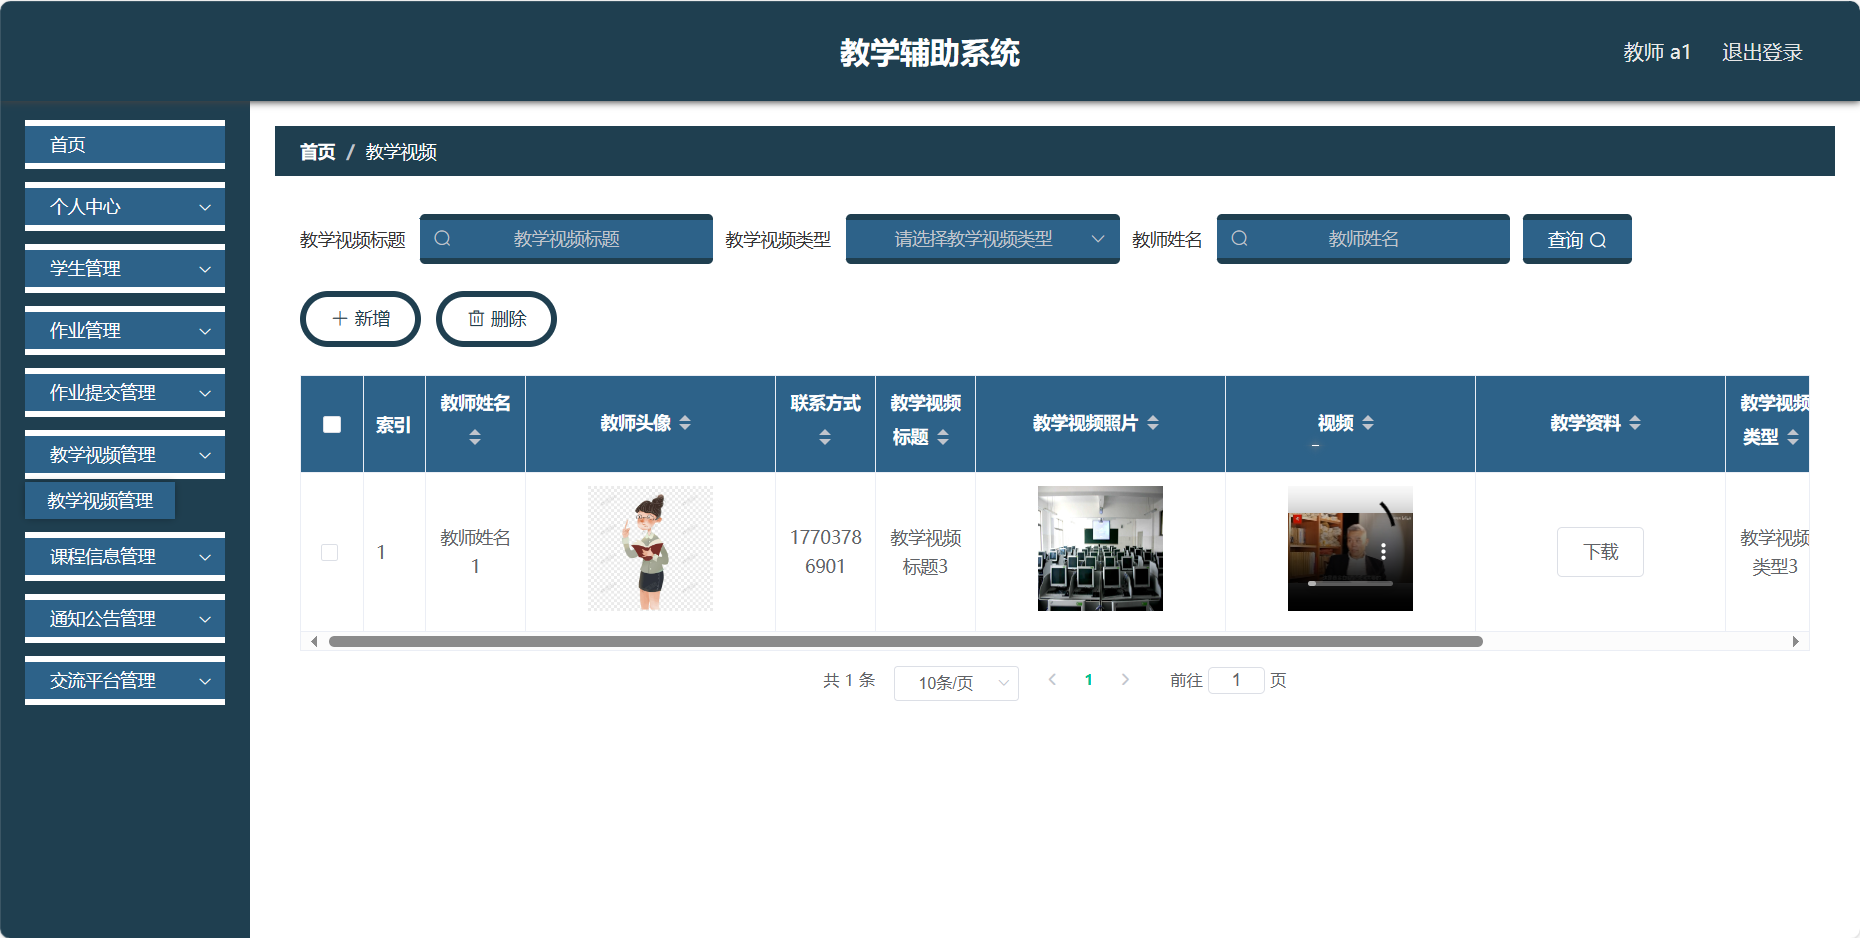 教学辅助系统
教师 a1
退出登录
首页
个人中心
学生管理
作业管理
作业提交管理
教学视频管理
教学视频管理
课程信息管理
通知公告管理
交流平台管理
首页 / 教学视频
教学视频标题
教学视频标题
教学视频类型
请选择教学视频类型
教师姓名
教师姓名
查询
新增
删除
索引
教师姓名
教师头像
联系方式
教学视频
标题
教学视频照片
视频
教学资料
教学视频
类型
1
教师姓名
1
1770378
6901
教学视频
标题3
下载
教学视频
类型3
共 1 条
10条/页
1
前往
1
页